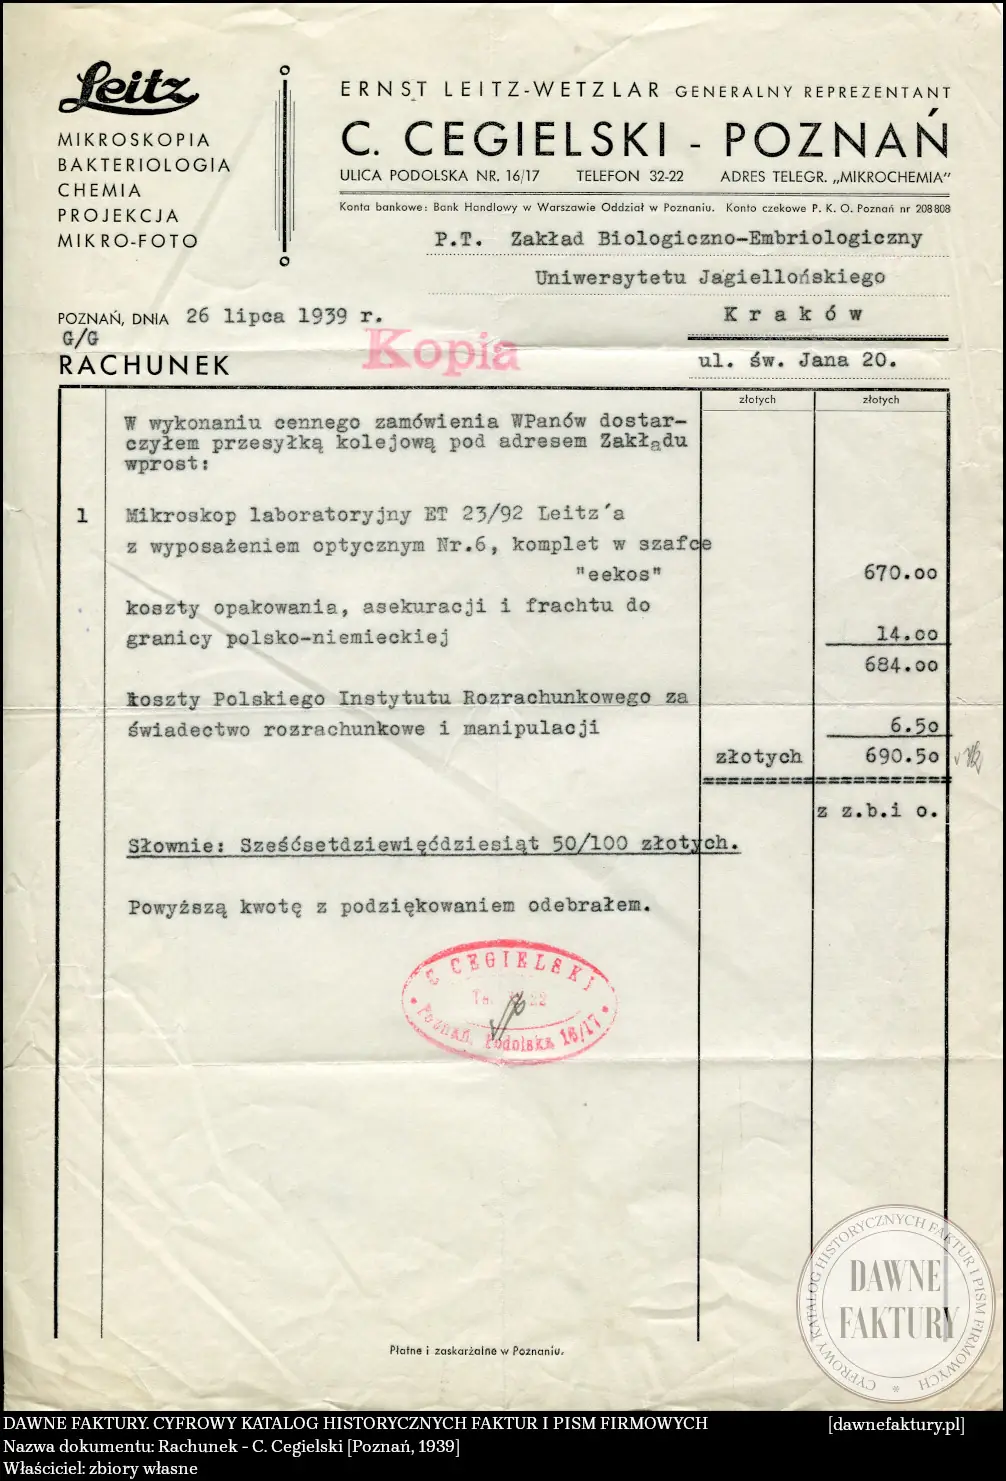 Leitz
MIKROSKOPIA
BAKTERIOLOGIA
CHEMIA
PROJEKCJA
MIKRO-FOTO
ERNST LEITZ-WETZLAR GENERALNY REPREZENTANT
C. CEGIELSKI - POZNAŃ
ULICA PODOLSKA NR. 16/17 TELEFON 32-22 ADRES TELEGR. „MIKROCHEMIA"
Konta bankowe: Bank Handlowy w Warszawie Oddział w Poznaniu. Konto czekowe P. K. O. Poznań nr 208808
P.T. Zakład Biologiczno-Embriologiczny
Uniwersytetu Jagiellońskiego
Kraków
ul. św. Jana 20.
POZNAŃ, DNIA 26 lipca 1939 r.
G/G
RACHUNEK
Kopia
złotych złotych
W wykonaniu cennego zamówienia WPanów dostar-
czyłem przesyłką kolejową pod adresem Zakłądu
wprost:
1 Mikroskop laboratoryjny ET 23/92 Leitz'a
z wyposażeniem optycznym Nr.6, komplet w szafce
"eekos" 670.00
koszty opakowania, asekuracji i frachtu do
granicy polsko-niemieckiej 14.00
684.00
koszty Polskiego Instytutu Rozrachunkowego za
świadectwo rozrachunkowe i manipulacji 6.50
złotych 690.50
z z.b.i o.
Słownie: Sześćsetdziewięćdziesiąt 50/100 złotych.
Powyższą kwotę z podziękowaniem odebrałem.
C CEGIELSKI
Poznań, Podolska 16/17
Płatne i zaskarżalne w Poznaniu.
CYFROWY KATALOG HISTORYCZNYCH FAKTUR I PISM FIRMOWYCH
DAWNE
FAKTURY
DAWNE FAKTURY. CYFROWY KATALOG HISTORYCZNYCH FAKTUR I PISM FIRMOWYCH [dawnefaktury.pl]
Nazwa dokumentu: Rachunek - C. Cegielski [Poznań, 1939]
Właściciel: zbiory własne